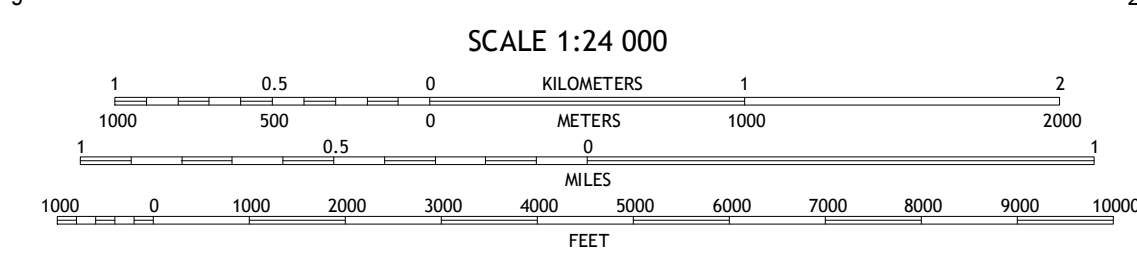 SCALE 1:24 000
1 0.5 0 KILOMETERS 1 2
1000 500 0 METERS 1000 2000
1 0.5 0 1
MILES
1000 0 1000 2000 3000 4000 5000 6000 7000 8000 9000 10000
FEET